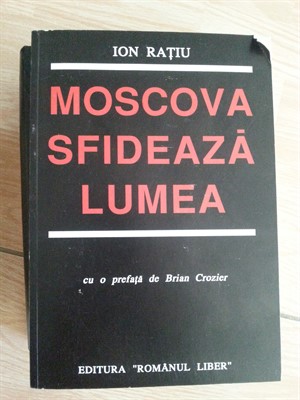 ION RAȚIU
MOSCOVA
SFIDEAZĂ
LUMEA
cu o prefață de Brian Crozier
EDITURA "ROMÂNUL LIBER"